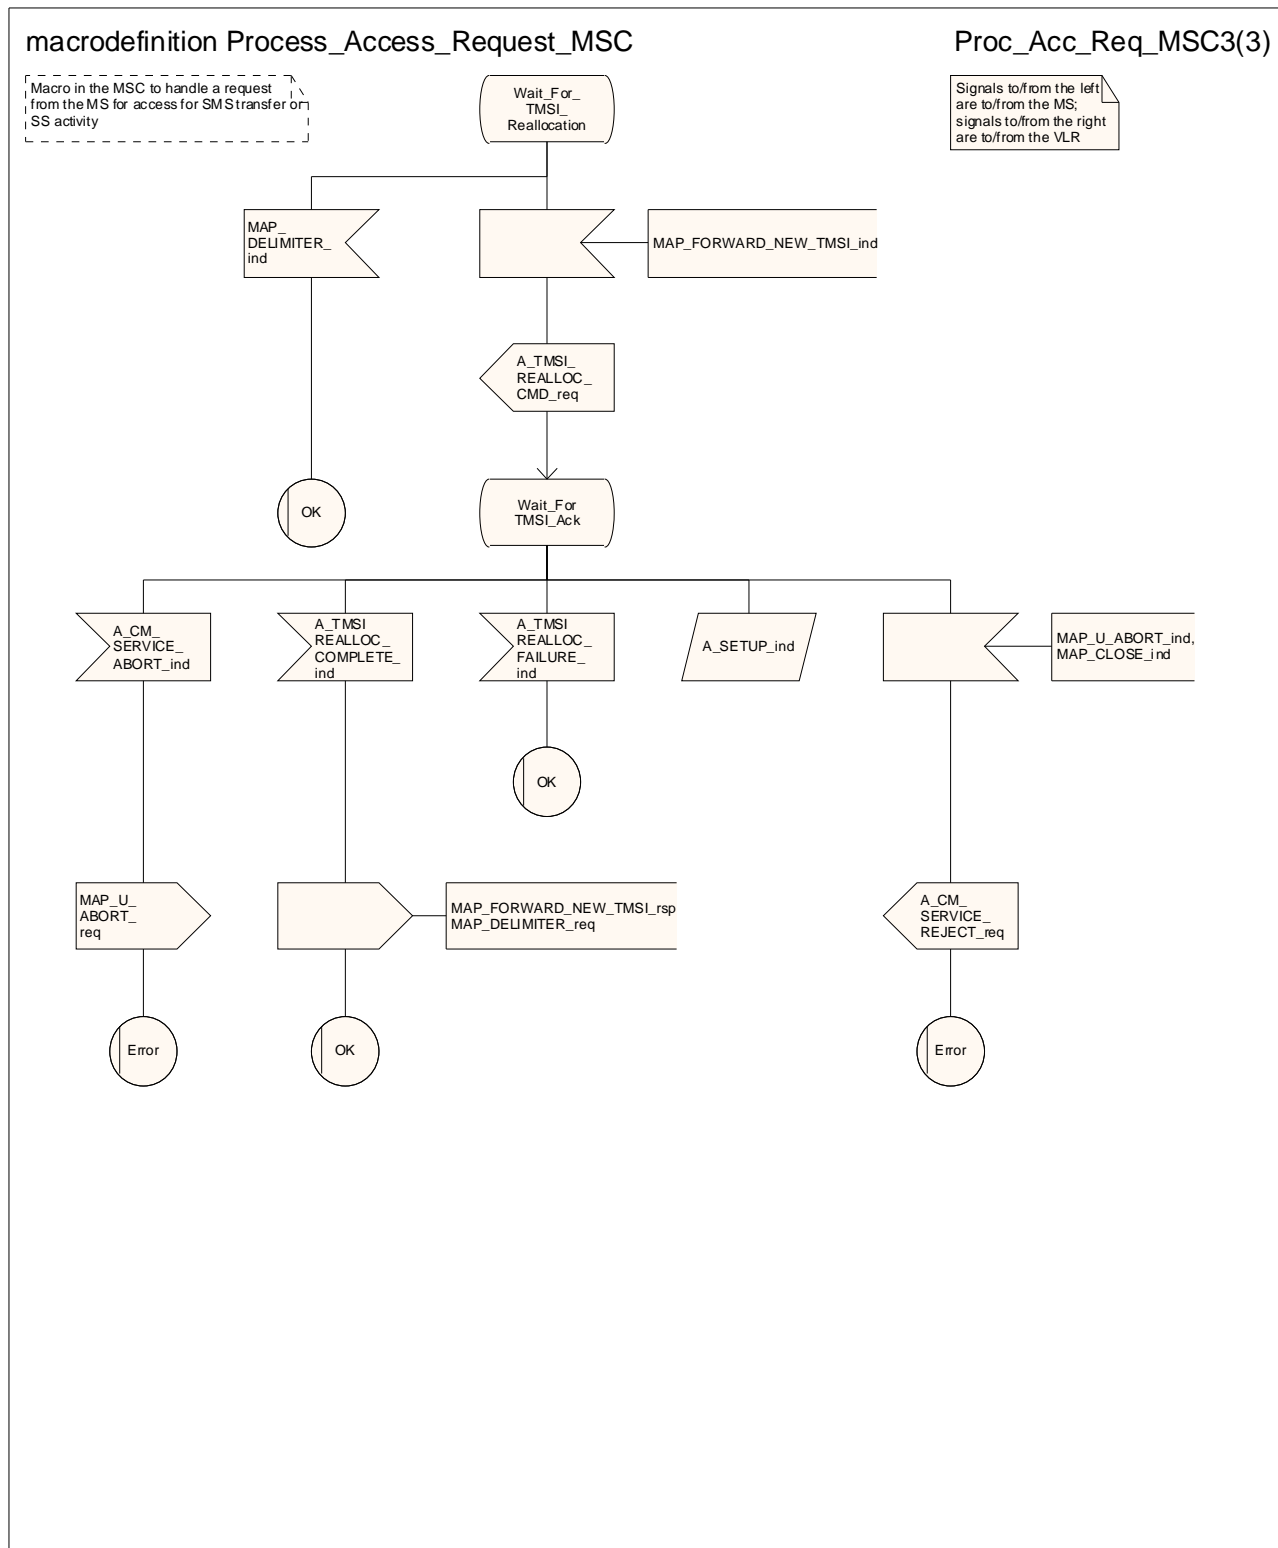 macrodefinition Process_Access_Request_MSC
Proc_Acc_Req_MSC3(3)
Macro in the MSC to handle a request
from the MS for access for SMS transfer or
SS activity
Wait_For_
TMSI_
Reallocation
Signals to/from the left
are to/from the MS;
signals to/from the right
are to/from the VLR
MAP_
DELIMITER_
ind
MAP_FORWARD_NEW_TMSI_ind
A_TMSI_
REALLOC_
CMD_req
OK
Wait_For
TMSI_Ack
A_CM_
SERVICE_
ABORT_ind
A_TMSI
REALLOC_
COMPLETE_
ind
A_TMSI
REALLOC_
FAILURE_
ind
A_SETUP_ind
MAP_U_ABORT_ind,
MAP_CLOSE_ind
OK
MAP_U_
ABORT_
req
MAP_FORWARD_NEW_TMSI_rsp
MAP_DELIMITER_req
A_CM_
SERVICE_
REJECT_req
Error
OK
Error